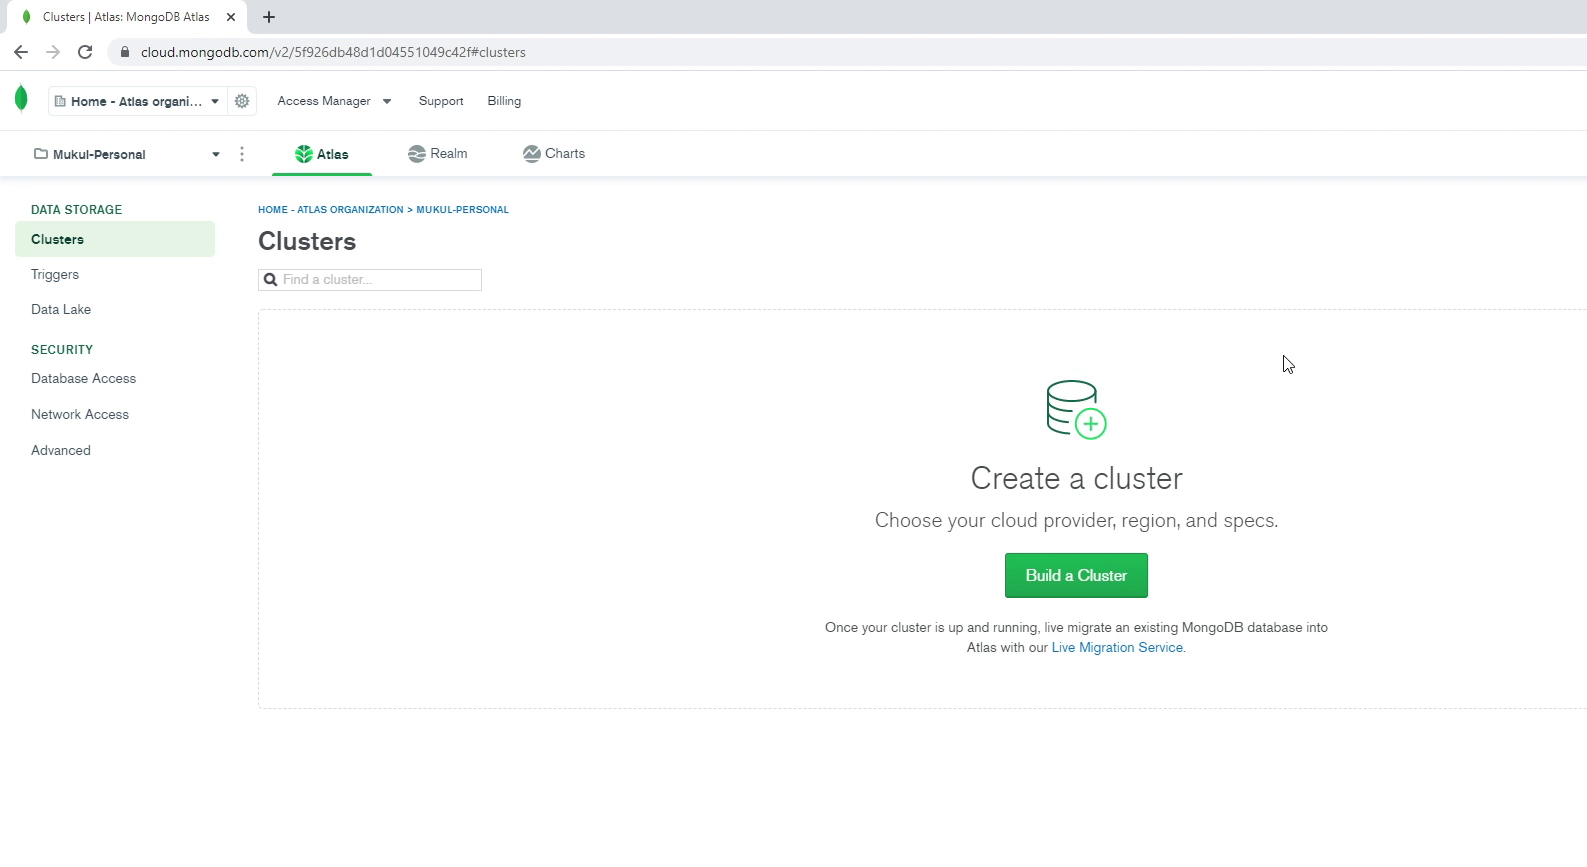 Clusters | Atlas: MongoDB Atlas
cloud.mongodb.com/v2/5f926db48d1d04551049c42f#clusters
Home - Atlas organi... Access Manager Support Billing
Mukul-Personal Atlas Realm Charts
DATA STORAGE
Clusters
Triggers
Data Lake
SECURITY
Database Access
Network Access
Advanced
HOME - ATLAS ORGANIZATION > MUKUL-PERSONAL
Clusters
Find a cluster...
Create a cluster
Choose your cloud provider, region, and specs.
Build a Cluster
Once your cluster is up and running, live migrate an existing MongoDB database into
Atlas with our Live Migration Service.